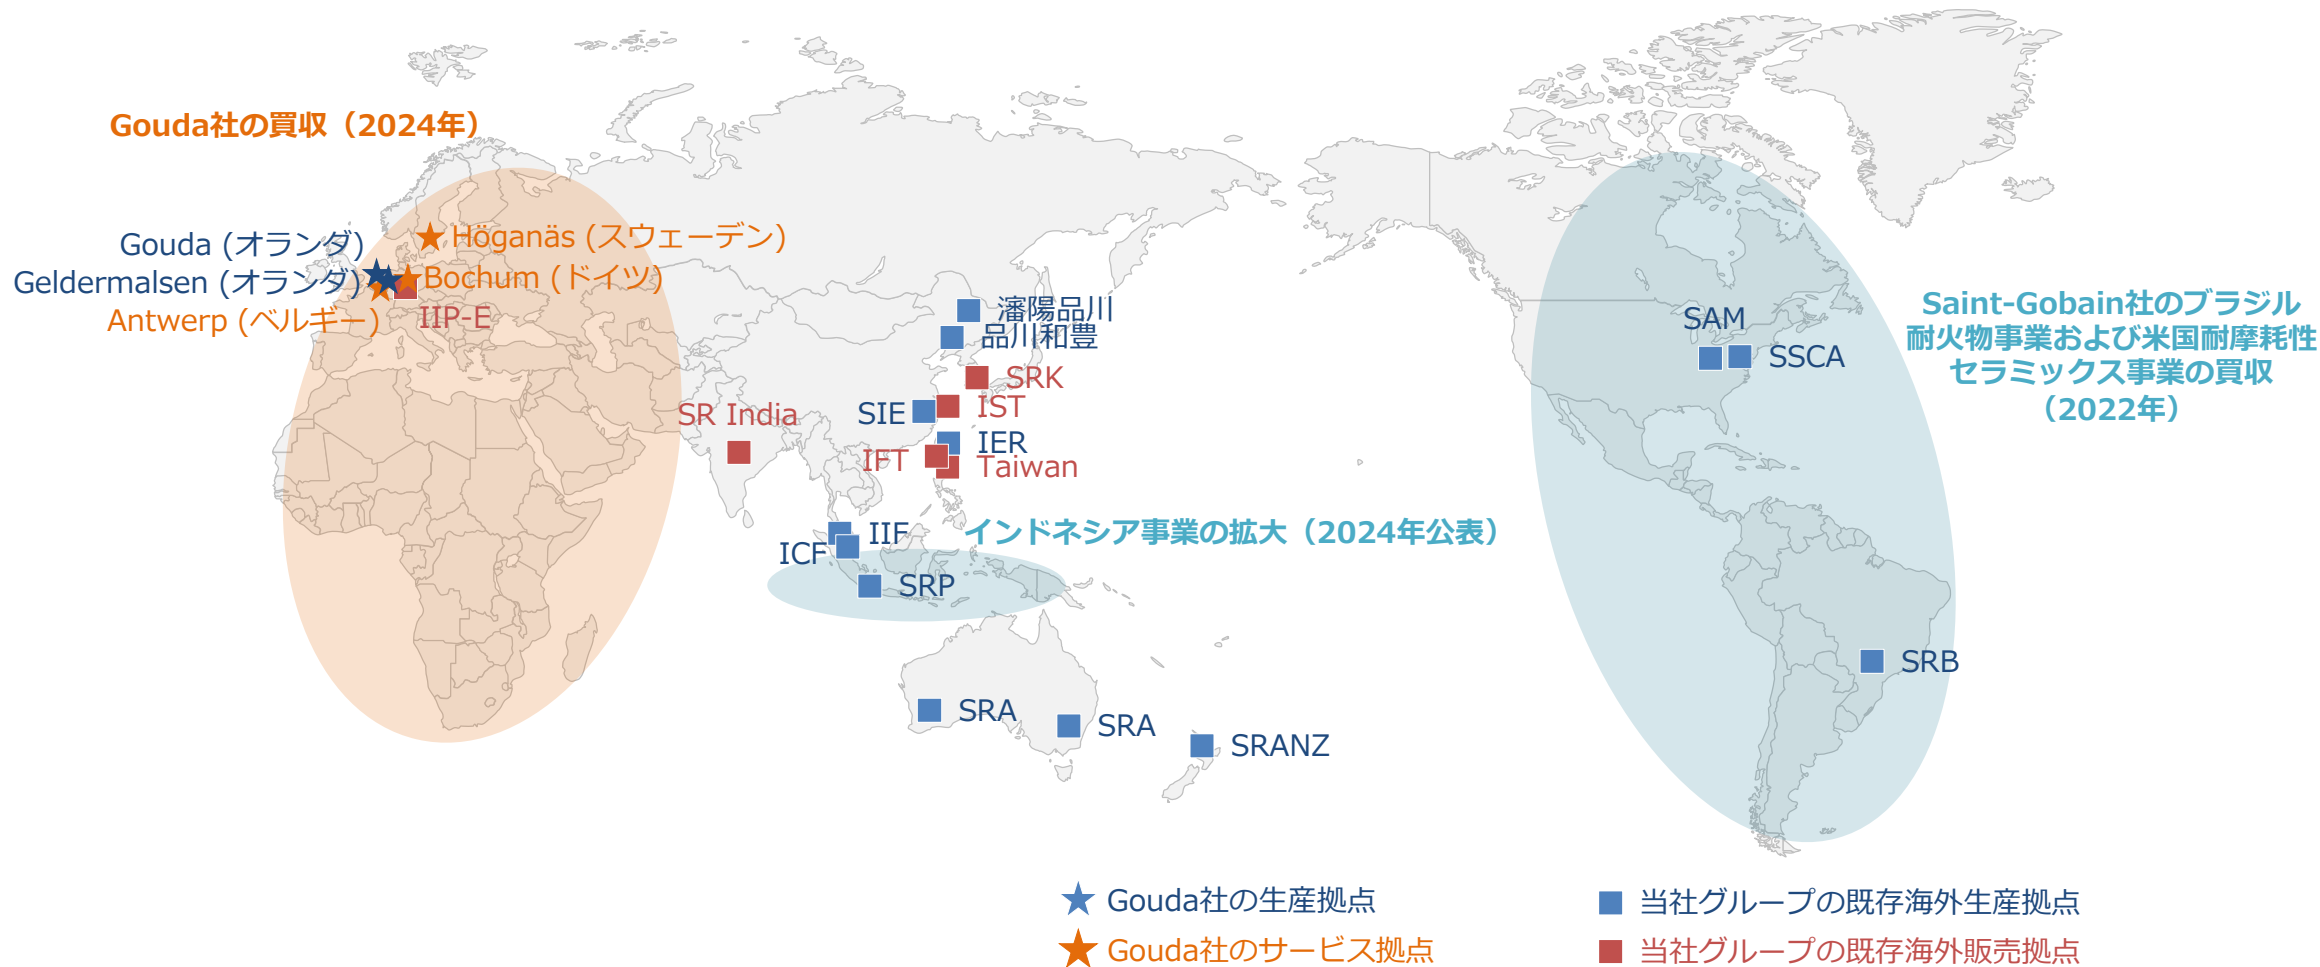 Gouda社の買収（2024年）
Gouda (オランダ)
Höganäs (スウェーデン)
Geldermalsen (オランダ)
Bochum (ドイツ)
Antwerp (ベルギー)
IIP-E
瀋陽品川
品川和豊
SRK
SIE
IST
SR India
IER
IFT
Taiwan
インドネシア事業の拡大（2024年公表）
IIF
ICF
SRP
SRA
SRA
SRANZ
Saint-Gobain社のブラジル
耐火物事業および米国耐摩耗性
セラミックス事業の買収
（2022年）
SAM
SSCA
SRB
Gouda社の生産拠点
当社グループの既存海外生産拠点
Gouda社のサービス拠点
当社グループの既存海外販売拠点